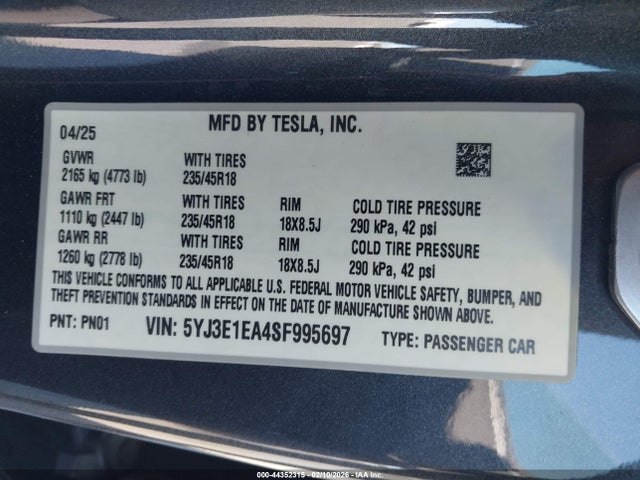 MFD BY TESLA, INC.
04/25
GVWR WITH TIRES
2165 kg (4773 lb) 235/45R18
GAWR FRT WITH TIRES RIM COLD TIRE PRESSURE
1110 kg (2447 lb) 235/45R18 18X8.5J 290 kPa, 42 psi
GAWR RR WITH TIRES RIM COLD TIRE PRESSURE
1260 kg (2778 lb) 235/45R18 18X8.5J 290 kPa, 42 psi
THIS VEHICLE CONFORMS TO ALL APPLICABLE U.S. FEDERAL MOTOR VEHICLE SAFETY, BUMPER, AND
THEFT PREVENTION STANDARDS IN EFFECT ON THE DATE OF MANUFACTURE SHOWN ABOVE.
PNT: PN01 VIN: 5YJ3E1EA4SF995697 TYPE: PASSENGER CAR
000-44352315 - 02/10/2026 - IAAI, Inc.